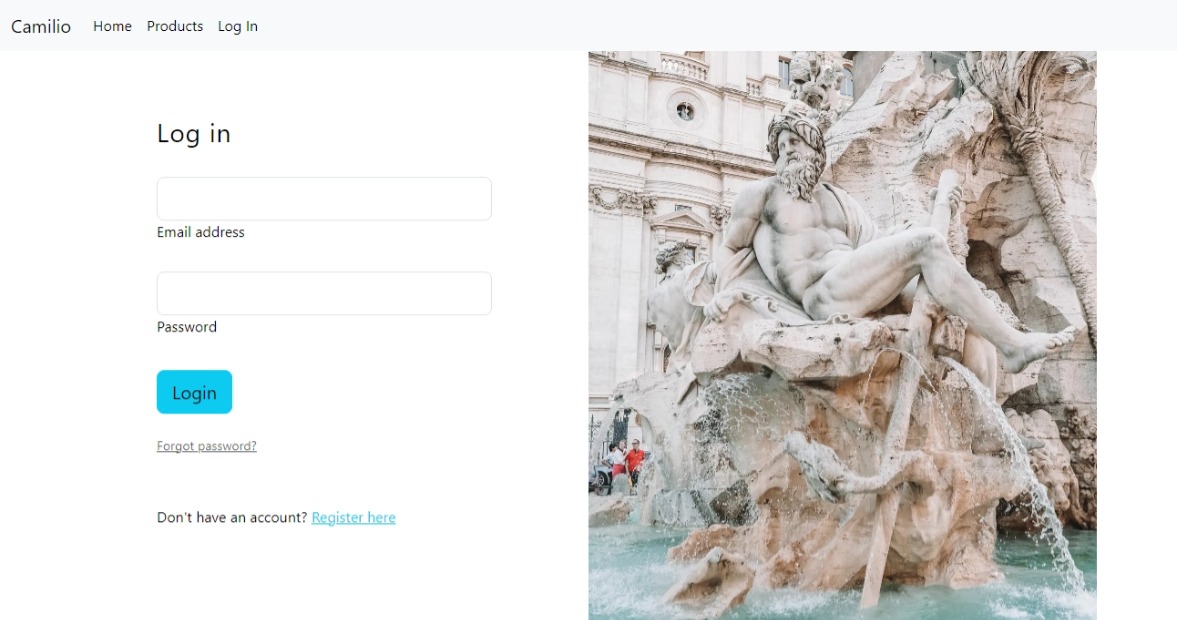 Camilio Home Products Log In
Log in
Email address
Password
Login
Forgot password?
Don't have an account? Register here